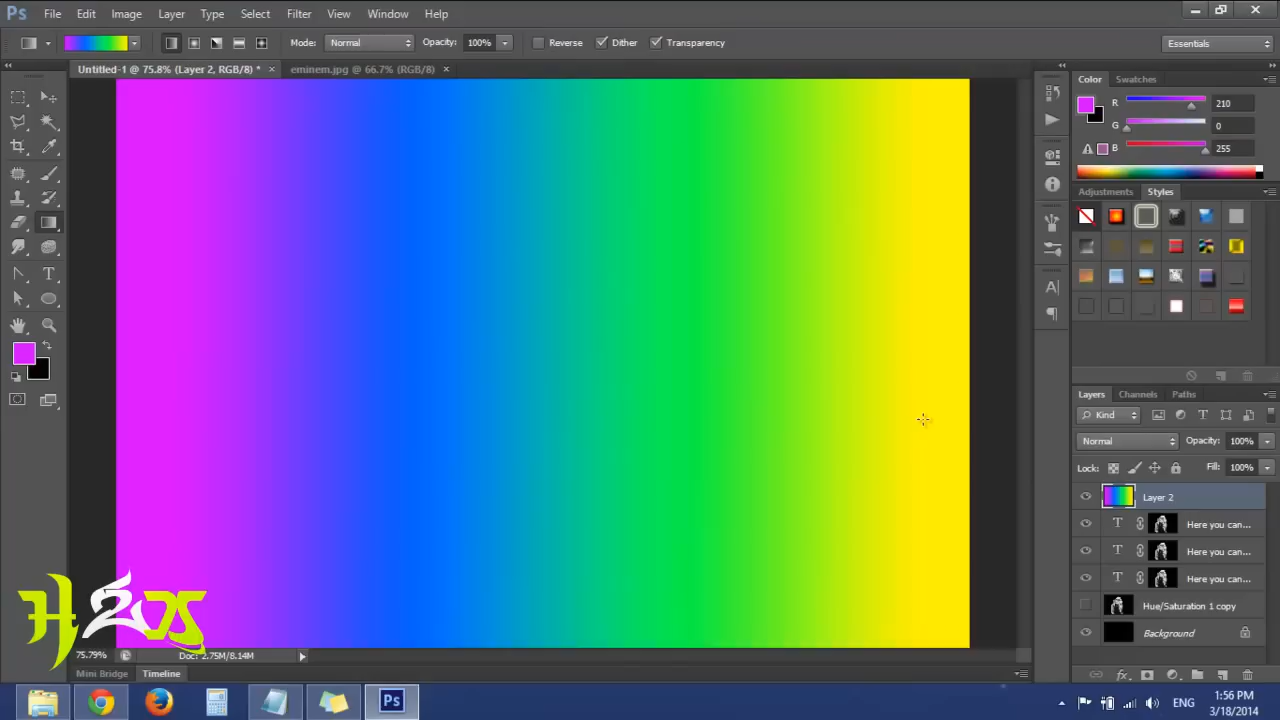 Ps File Edit Image Layer Type Select Filter View Window Help
Mode: Normal Opacity: 100% Reverse Dither Transparency Essentials
Untitled-1 @ 75.8% (Layer 2, RGB/8) * × eminem.jpg @ 66.7% (RGB/8) ×
Color Swatches
R 210
G 0
B 255
Adjustments Styles
Layers Channels Paths
Kind
Normal Opacity: 100%
Lock: Fill: 100%
Layer 2
T Here you can...
T Here you can...
T Here you can...
Hue/Saturation 1 copy
Background
75.79% Doc: 2.75M/8.14M
Mini Bridge Timeline
Ps
ENG
1:56 PM
3/18/2014